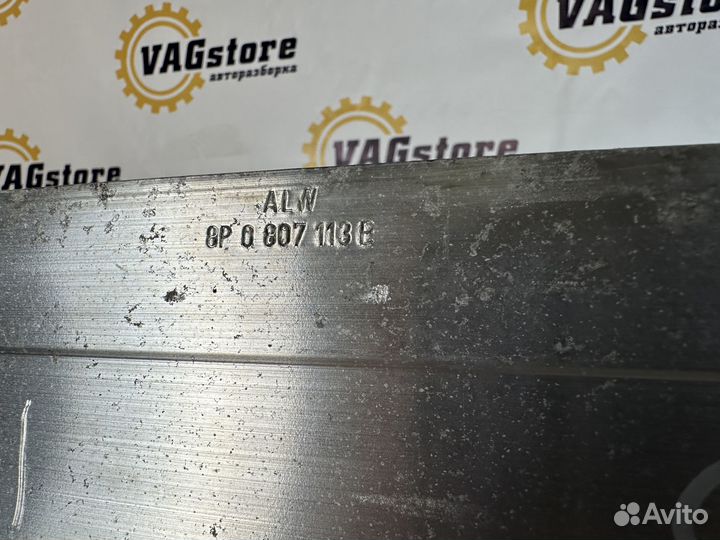 VAGstore
авторазборка
VAGstore
авторазборка
VAGstore
VAGstore
ALW
8P 0 807 113 E
Avito